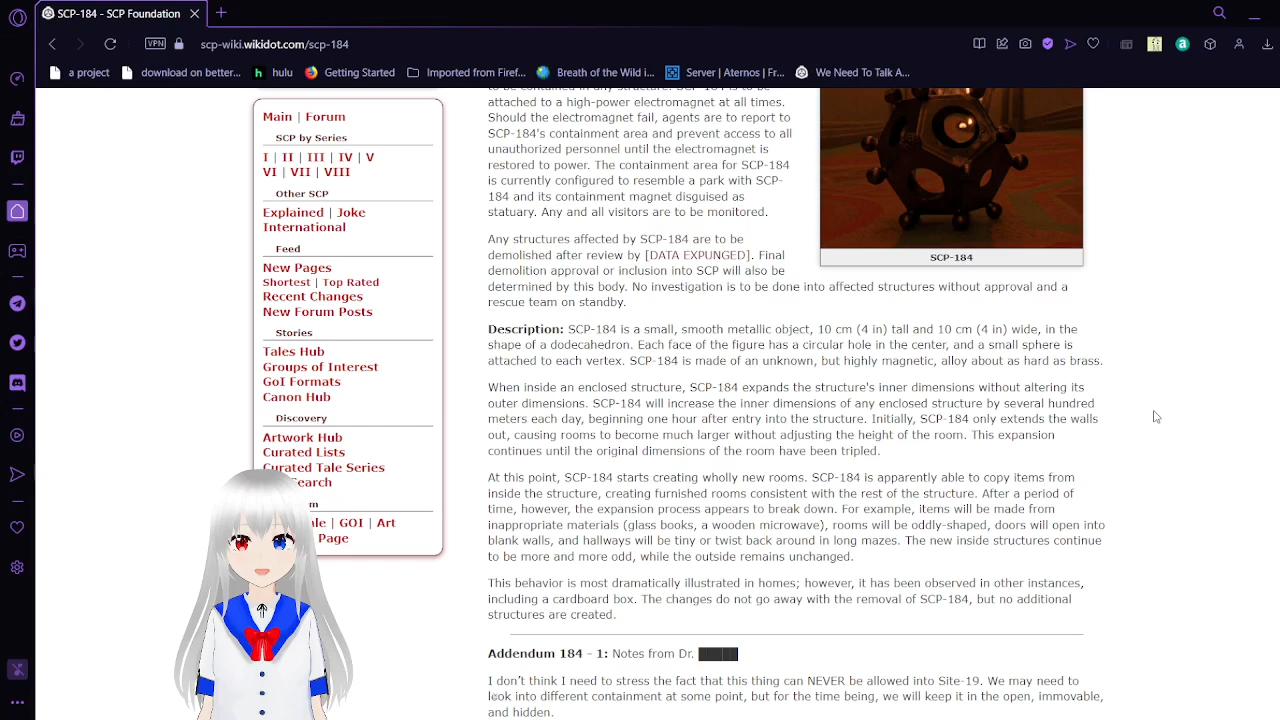 SCP-184 - SCP Foundation
VPN
scp-wiki.wikidot.com/scp-184
a project
download on better...
hulu
Getting Started
Imported from Firef...
Breath of the Wild i...
Server | Aternos | Fr...
We Need To Talk A...
Main | Forum
SCP by Series
I | II | III | IV | V
VI | VII | VIII
Other SCP
Explained | Joke
International
Feed
New Pages
Shortest | Top Rated
Recent Changes
New Forum Posts
Stories
Tales Hub
Groups of Interest
GoI Formats
Canon Hub
Discovery
Artwork Hub
Curated Lists
Curated Tale Series
earch
m
ale | GOI | Art
Page
to be contained in any structure. SCP-184 is to be
attached to a high-power electromagnet at all times.
Should the electromagnet fail, agents are to report to
SCP-184's containment area and prevent access to all
unauthorized personnel until the electromagnet is
restored to power. The containment area for SCP-184
is currently configured to resemble a park with SCP-
184 and its containment magnet disguised as
statuary. Any and all visitors are to be monitored.
SCP-184
Any structures affected by SCP-184 are to be
demolished after review by [DATA EXPUNGED]. Final
demolition approval or inclusion into SCP will also be
determined by this body. No investigation is to be done into affected structures without approval and a
rescue team on standby.
Description: SCP-184 is a small, smooth metallic object, 10 cm (4 in) tall and 10 cm (4 in) wide, in the
shape of a dodecahedron. Each face of the figure has a circular hole in the center, and a small sphere is
attached to each vertex. SCP-184 is made of an unknown, but highly magnetic, alloy about as hard as brass.
When inside an enclosed structure, SCP-184 expands the structure's inner dimensions without altering its
outer dimensions. SCP-184 will increase the inner dimensions of any enclosed structure by several hundred
meters each day, beginning one hour after entry into the structure. Initially, SCP-184 only extends the walls
out, causing rooms to become much larger without adjusting the height of the room. This expansion
continues until the original dimensions of the room have been tripled.
At this point, SCP-184 starts creating wholly new rooms. SCP-184 is apparently able to copy items from
inside the structure, creating furnished rooms consistent with the rest of the structure. After a period of
time, however, the expansion process appears to break down. For example, items will be made from
inappropriate materials (glass books, a wooden microwave), rooms will be oddly-shaped, doors will open into
blank walls, and hallways will be tiny or twist back around in long mazes. The new inside structures continue
to be more and more odd, while the outside remains unchanged.
This behavior is most dramatically illustrated in homes; however, it has been observed in other instances,
including a cardboard box. The changes do not go away with the removal of SCP-184, but no additional
structures are created.
Addendum 184 - 1: Notes from Dr. █████
I don't think I need to stress the fact that this thing can NEVER be allowed into Site-19. We may need to
look into different containment at some point, but for the time being, we will keep it in the open, immovable,
and hidden.